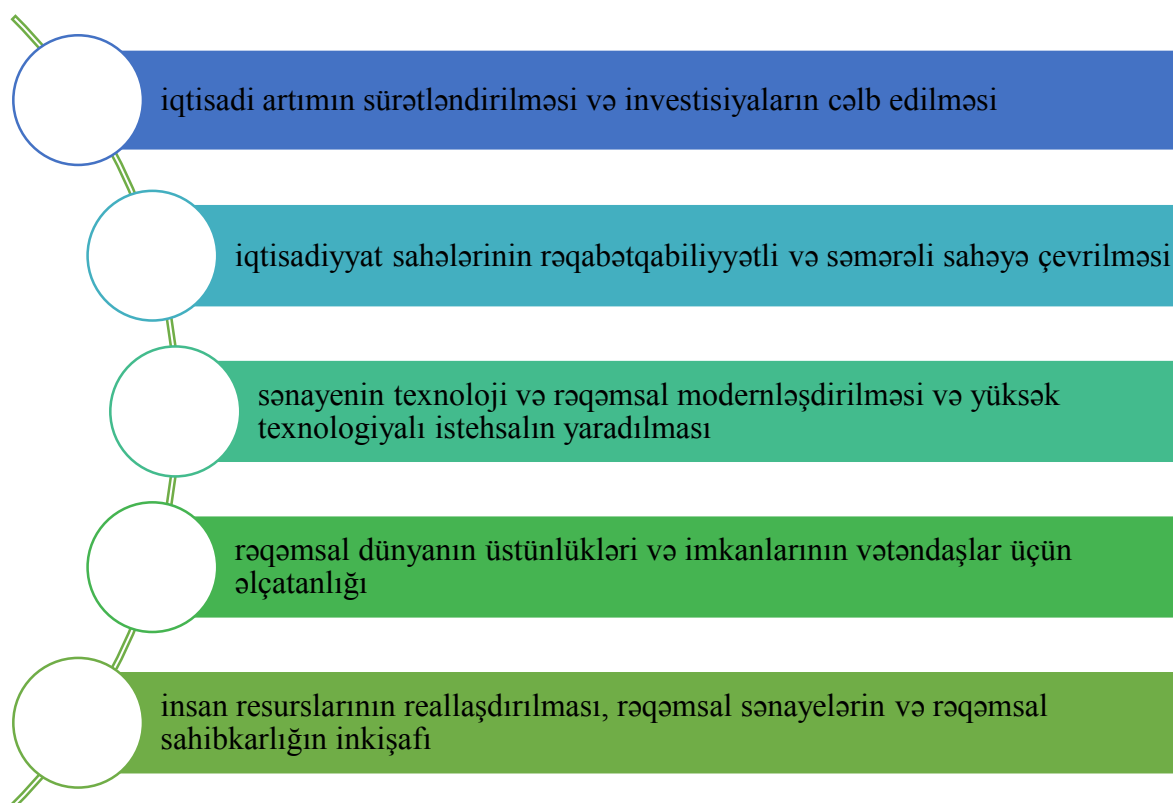 iqtisadi artımın sürətləndirilməsi və investisiyaların cəlb edilməsi
iqtisadiyyat sahələrinin rəqabətqabiliyyətli və səmərəli sahəyə çevrilməsi
sənayenin texnoloji və rəqəmsal modernləşdirilməsi və yüksək
texnologiyalı istehsalın yaradılması
rəqəmsal dünyanın üstünlükləri və imkanlarının vətəndaşlar üçün
əlçatanlığı
insan resurslarının reallaşdırılması, rəqəmsal sənayelərin və rəqəmsal
sahibkarlığın inkişafı